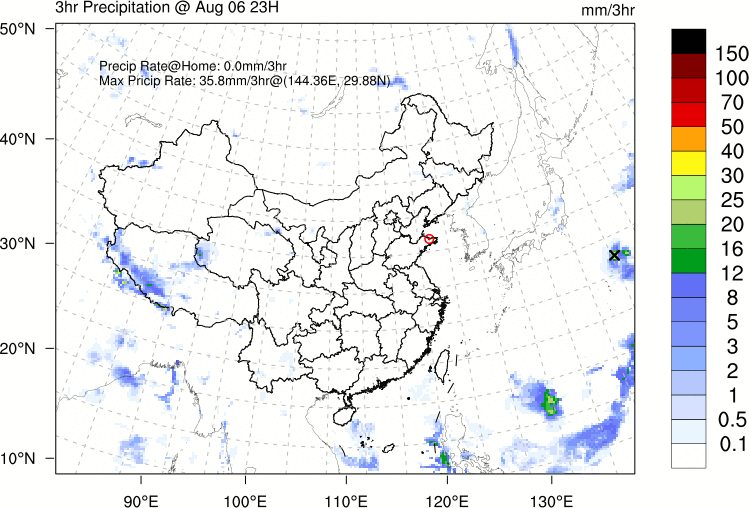 3hr Precipitation @ Aug 06 23H
mm/3hr
Precip Rate@Home: 0.0mm/3hr
Max Pricip Rate: 35.8mm/3hr@(144.36E, 29.88N)
50°N
40°N
30°N
20°N
10°N
90°E
100°E
110°E
120°E
130°E
150
100
70
50
40
30
25
20
16
12
8
5
3
2
1
0.5
0.1